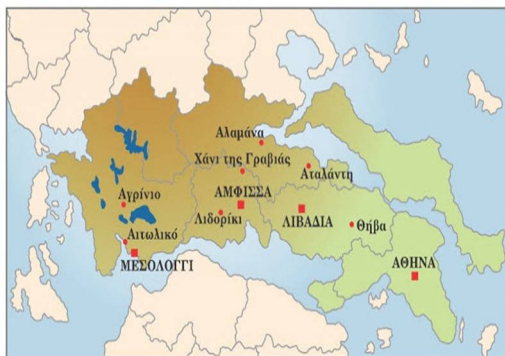 Αλαμάνα
Χάνι της Γραβιάς
Αταλάντη
Αγρίνιο
ΑΜΦΙΣΣΑ
Λιδορίκι
ΛΙΒΑΔΙΑ
Θήβα
Αιτωλικό
ΜΕΣΟΛΟΓΓΙ
ΑΘΗΝΑ